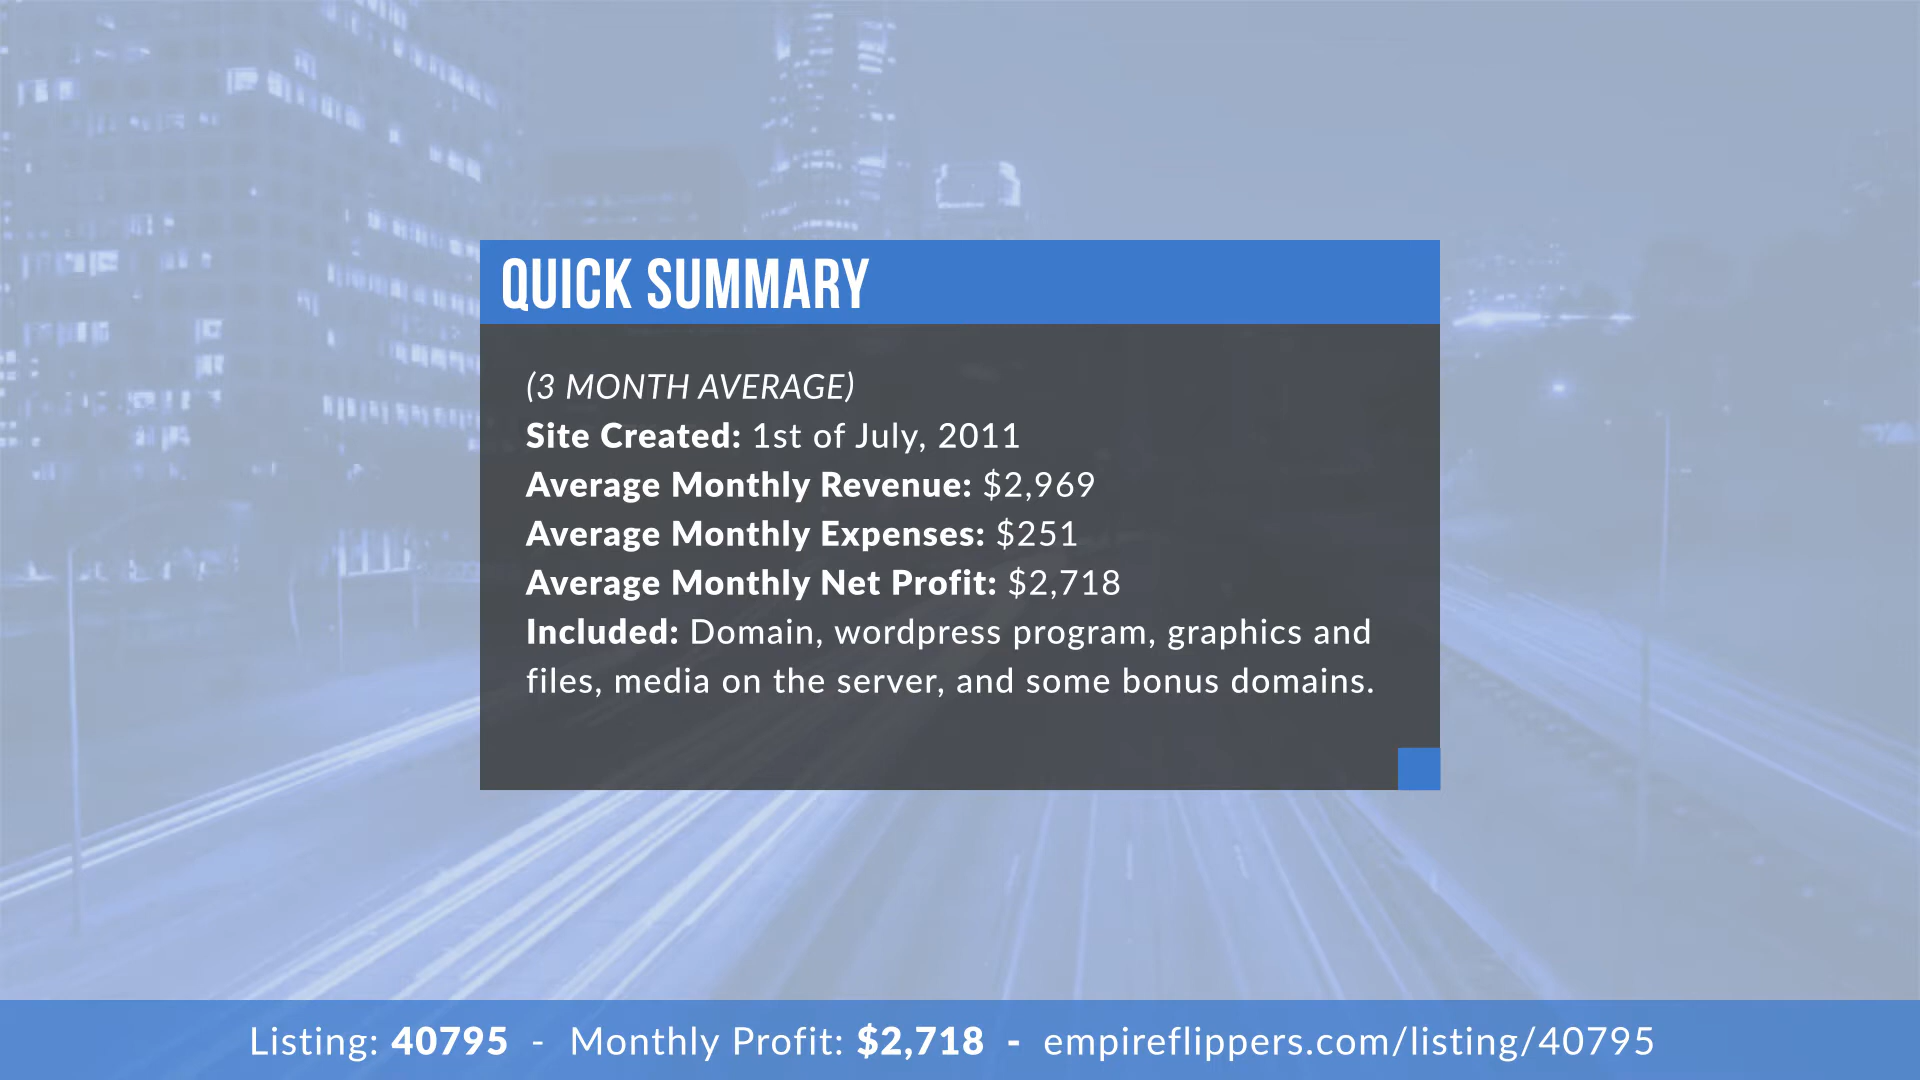 QUICK SUMMARY
(3 MONTH AVERAGE)
Site Created: 1st of July, 2011
Average Monthly Revenue: $2,969
Average Monthly Expenses: $251
Average Monthly Net Profit: $2,718
Included: Domain, wordpress program, graphics and
files, media on the server, and some bonus domains.
Listing: 40795 - Monthly Profit: $2,718 - empireflippers.com/listing/40795